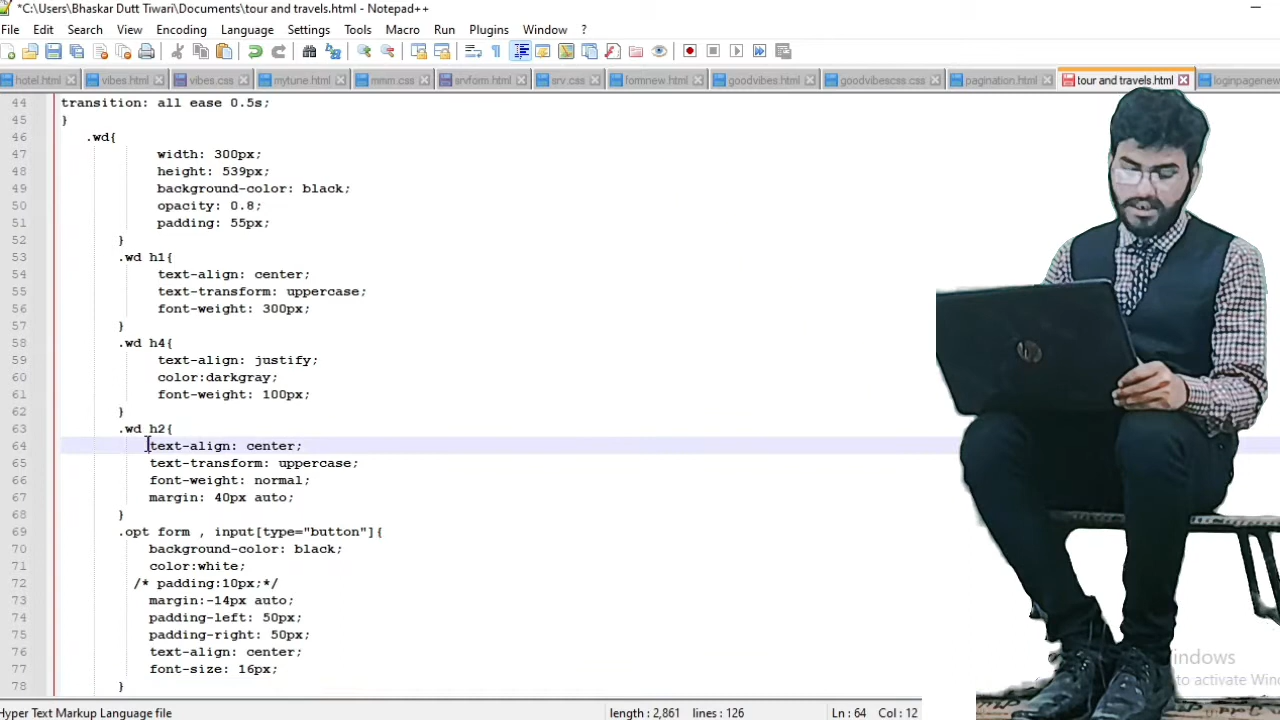 *C:\Users\Bhaskar Dutt Tiwari\Documents\tour and travels.html - Notepad++
File Edit Search View Encoding Language Settings Tools Macro Run Plugins Window ?
hotel.html vibes.html vibes.css mytune.html mmm.css srvform.html srv.css formnew.html goodvibes.html goodvibescss.css pagination.html tour and travels.html loginpagenew
44 transition: all ease 0.5s;
45 }
46 .wd{
47 width: 300px;
48 height: 539px;
49 background-color: black;
50 opacity: 0.8;
51 padding: 55px;
52 }
53 .wd h1{
54 text-align: center;
55 text-transform: uppercase;
56 font-weight: 300px;
57 }
58 .wd h4{
59 text-align: justify;
60 color:darkgray;
61 font-weight: 100px;
62 }
63 .wd h2{
64 text-align: center;
65 text-transform: uppercase;
66 font-weight: normal;
67 margin: 40px auto;
68 }
69 .opt form , input[type="button"]{
70 background-color: black;
71 color:white;
72 /* padding:10px;*/
73 margin:-14px auto;
74 padding-left: 50px;
75 padding-right: 50px;
76 text-align: center;
77 font-size: 16px;
78 }
indows
to activate Win
Hyper Text Markup Language file length : 2,861 lines : 126 Ln : 64 Col : 12